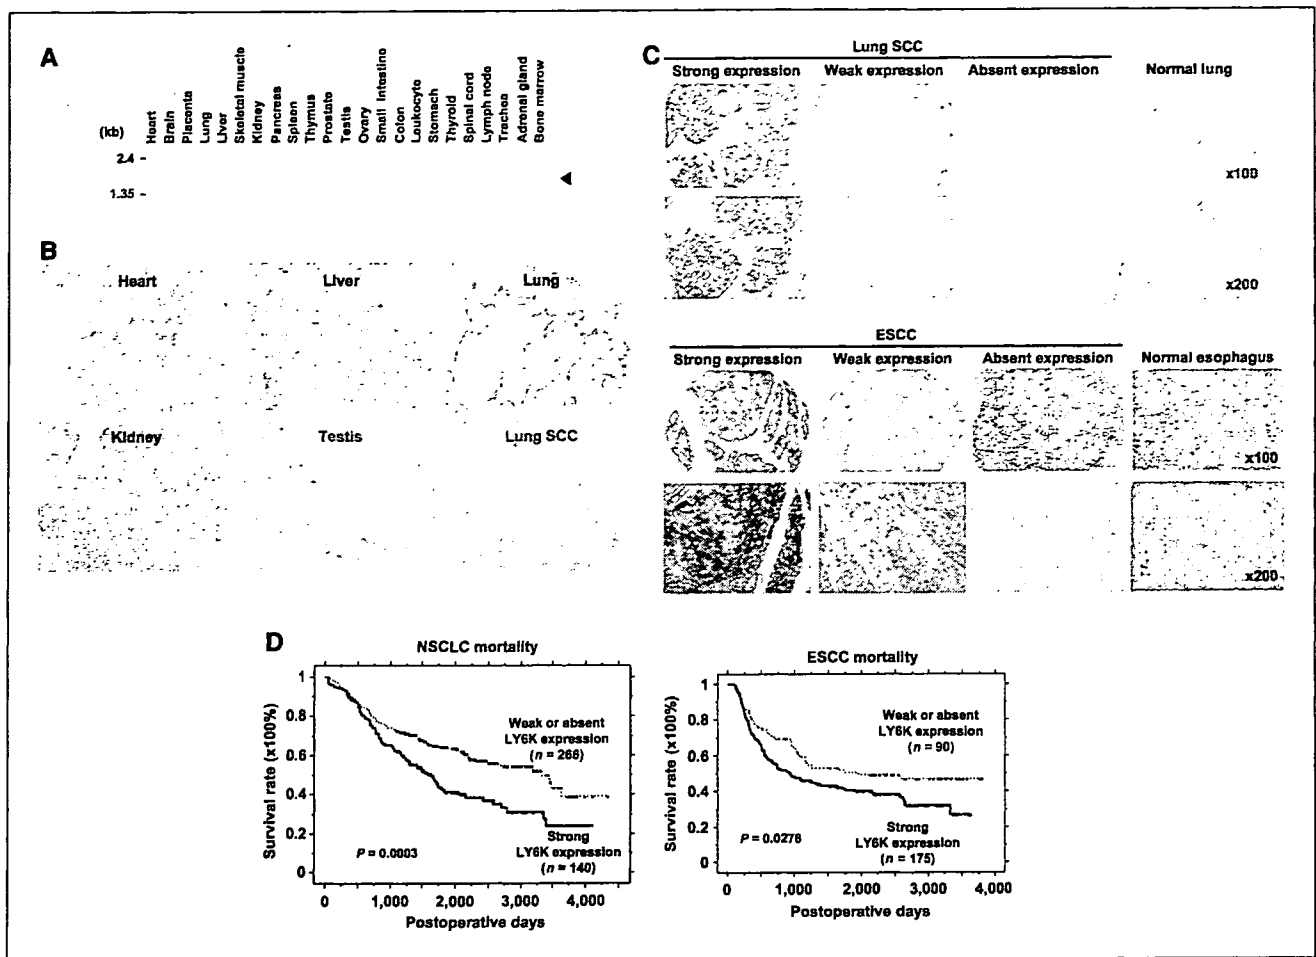 A
(kb)
Heart
Brain
Placenta
Lung
Liver
Skeletal muscle
Kidney
Pancreas
Spleen
Thymus
Prostate
Testis
Ovary
Small Intestine
Colon
Leukocyte
Stomach
Thyroid
Spinal cord
Lymph node
Trachea
Adrenal gland
Bone marrow
2.4 -
1.35 -
B
Heart
Liver
Lung
Kidney
Testis
Lung SCC
C
Lung SCC
Strong expression
Weak expression
Absent expression
Normal lung
x100
x200
ESCC
Strong expression
Weak expression
Absent expression
Normal esophagus
x100
x200
D
NSCLC mortality
Survival rate (x100%)
1
0.8
0.6
0.4
0.2
0
Weak or absent
LY6K expression
(n = 266)
P = 0.0003
Strong
LY6K expression
(n = 140)
0 1,000 2,000 3,000 4,000
Postoperative days
ESCC mortality
Survival rate (x100%)
1
0.8
0.6
0.4
0.2
0
Weak or absent
LY6K expression
(n = 90)
P = 0.0278
Strong
LY6K expression
(n = 175)
0 1,000 2,000 3,000 4,000
Postoperative days